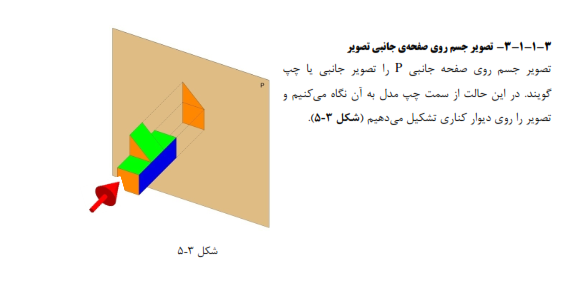 ۳-۱-۱-۳- تصویر جسم روی صفحه‌ی جانبی تصویر
تصویر جسم روی صفحه جانبی P را تصویر جانبی یا چپ
گویند. در این حالت از سمت چپ مدل به آن نگاه می‌کنیم و
تصویر را روی دیوار کناری تشکیل می‌دهیم (شکل ۳-۵).
P
شکل ۳-۵